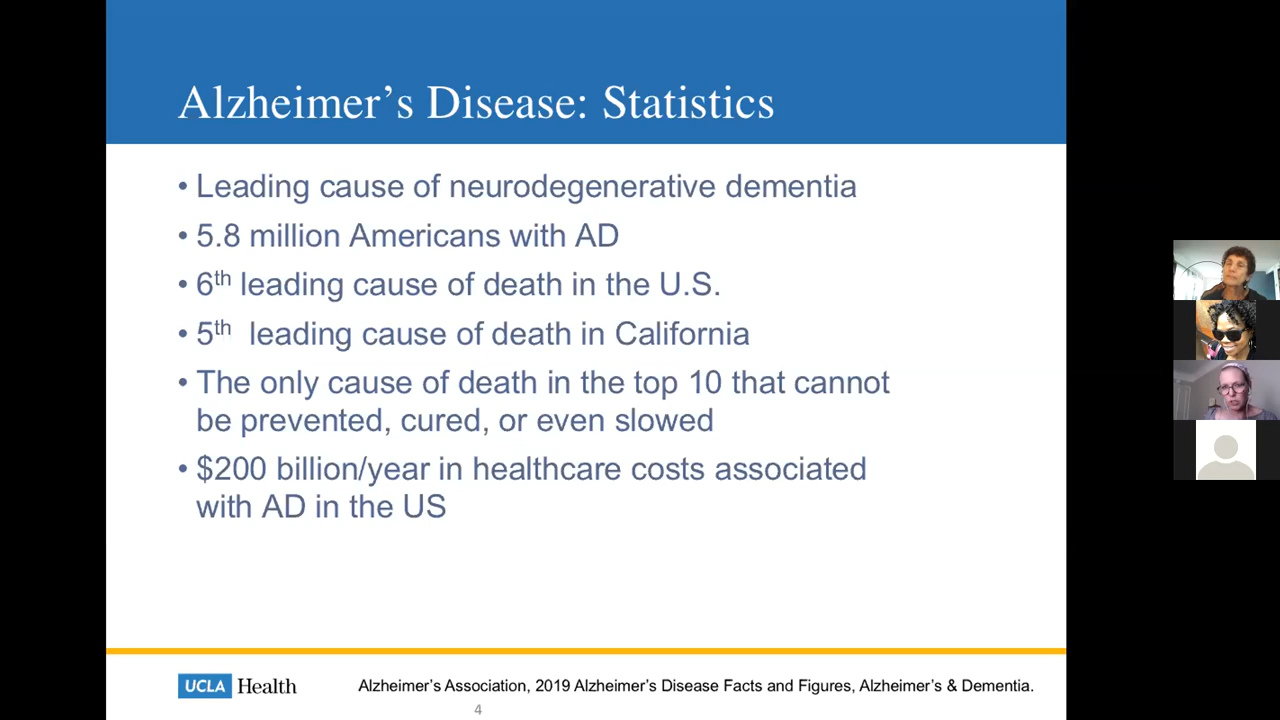 Alzheimer’s Disease: Statistics
• Leading cause of neurodegenerative dementia
• 5.8 million Americans with AD
• 6th leading cause of death in the U.S.
• 5th leading cause of death in California
• The only cause of death in the top 10 that cannot
be prevented, cured, or even slowed
• $200 billion/year in healthcare costs associated
with AD in the US
UCLA Health
Alzheimer’s Association, 2019 Alzheimer’s Disease Facts and Figures, Alzheimer’s & Dementia.
4